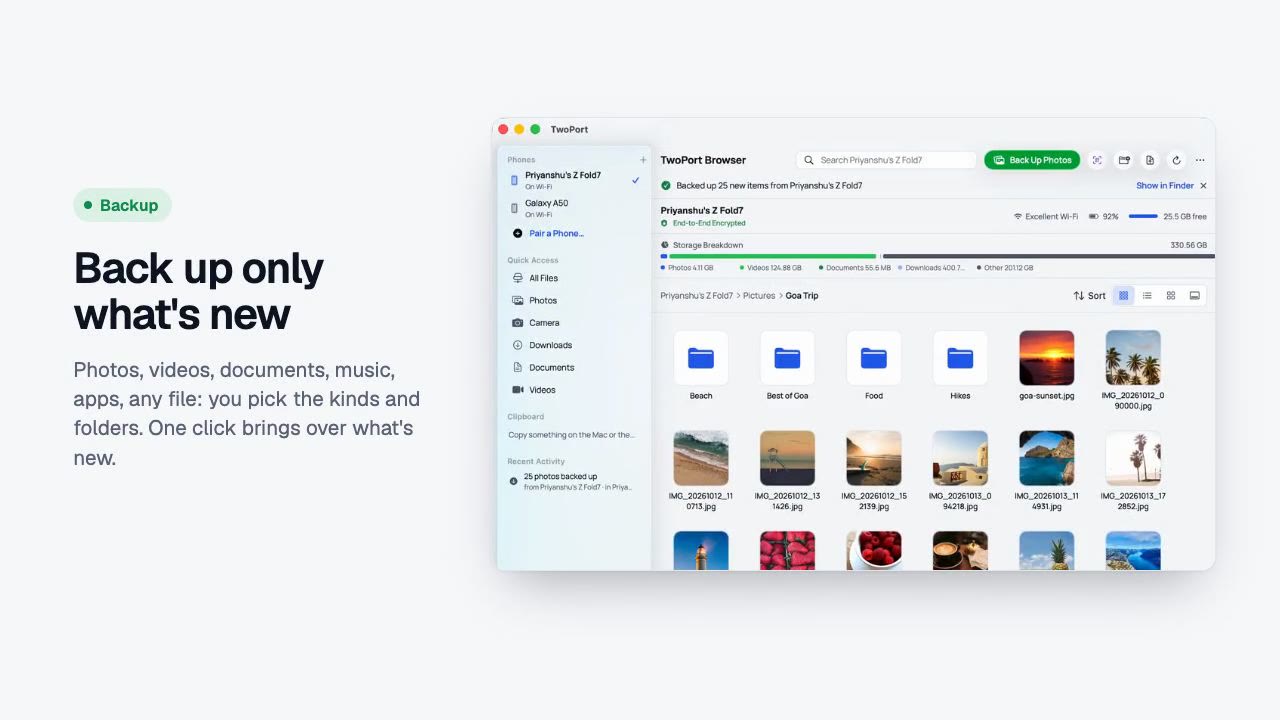 Backup
Back up only
what's new
Photos, videos, documents, music,
apps, any file: you pick the kinds and
folders. One click brings over what's
new.
TwoPort
Phones
Priyanshu's Z Fold7
On Wi-Fi
Galaxy A50
On Wi-Fi
Pair a Phone...
Quick Access
All Files
Photos
Camera
Downloads
Documents
Videos
Clipboard
Copy something on the Mac or the...
Recent Activity
25 photos backed up
from Priyanshu's Z Fold7 · in Priya...
TwoPort Browser
Search Priyanshu's Z Fold7
Back Up Photos
Backed up 25 new items from Priyanshu's Z Fold7
Show in Finder
Priyanshu's Z Fold7
End-to-End Encrypted
Excellent Wi-Fi
92%
25.5 GB free
Storage Breakdown
330.56 GB
Photos 4.11 GB
Videos 124.88 GB
Documents 55.6 MB
Downloads 400.7...
Other 201.12 GB
Priyanshu's Z Fold7 > Pictures > Goa Trip
Sort
Beach
Best of Goa
Food
Hikes
goa-sunset.jpg
IMG_20261012_0
90000.jpg
IMG_20261012_11
0713.jpg
IMG_20261012_13
1426.jpg
IMG_20261012_15
2139.jpg
IMG_20261013_0
94218.jpg
IMG_20261013_11
4931.jpg
IMG_20261013_17
2852.jpg